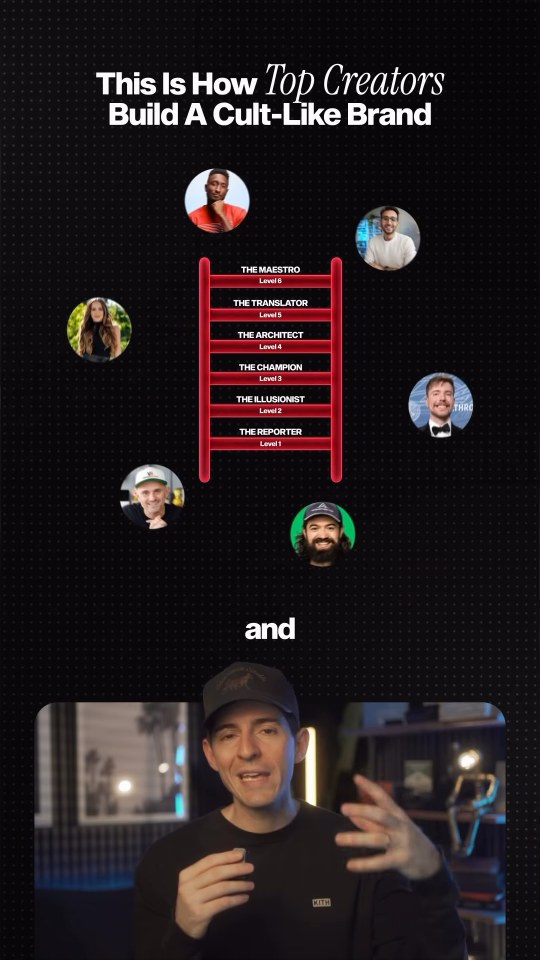 This Is How Top Creators
Build A Cult-Like Brand
THE MAESTRO
Level 6
THE TRANSLATOR
Level 5
THE ARCHITECT
Level 4
THE CHAMPION
Level 3
THRO
THE ILLUSIONIST
Level 2
THE REPORTER
Level 1
and
KITH